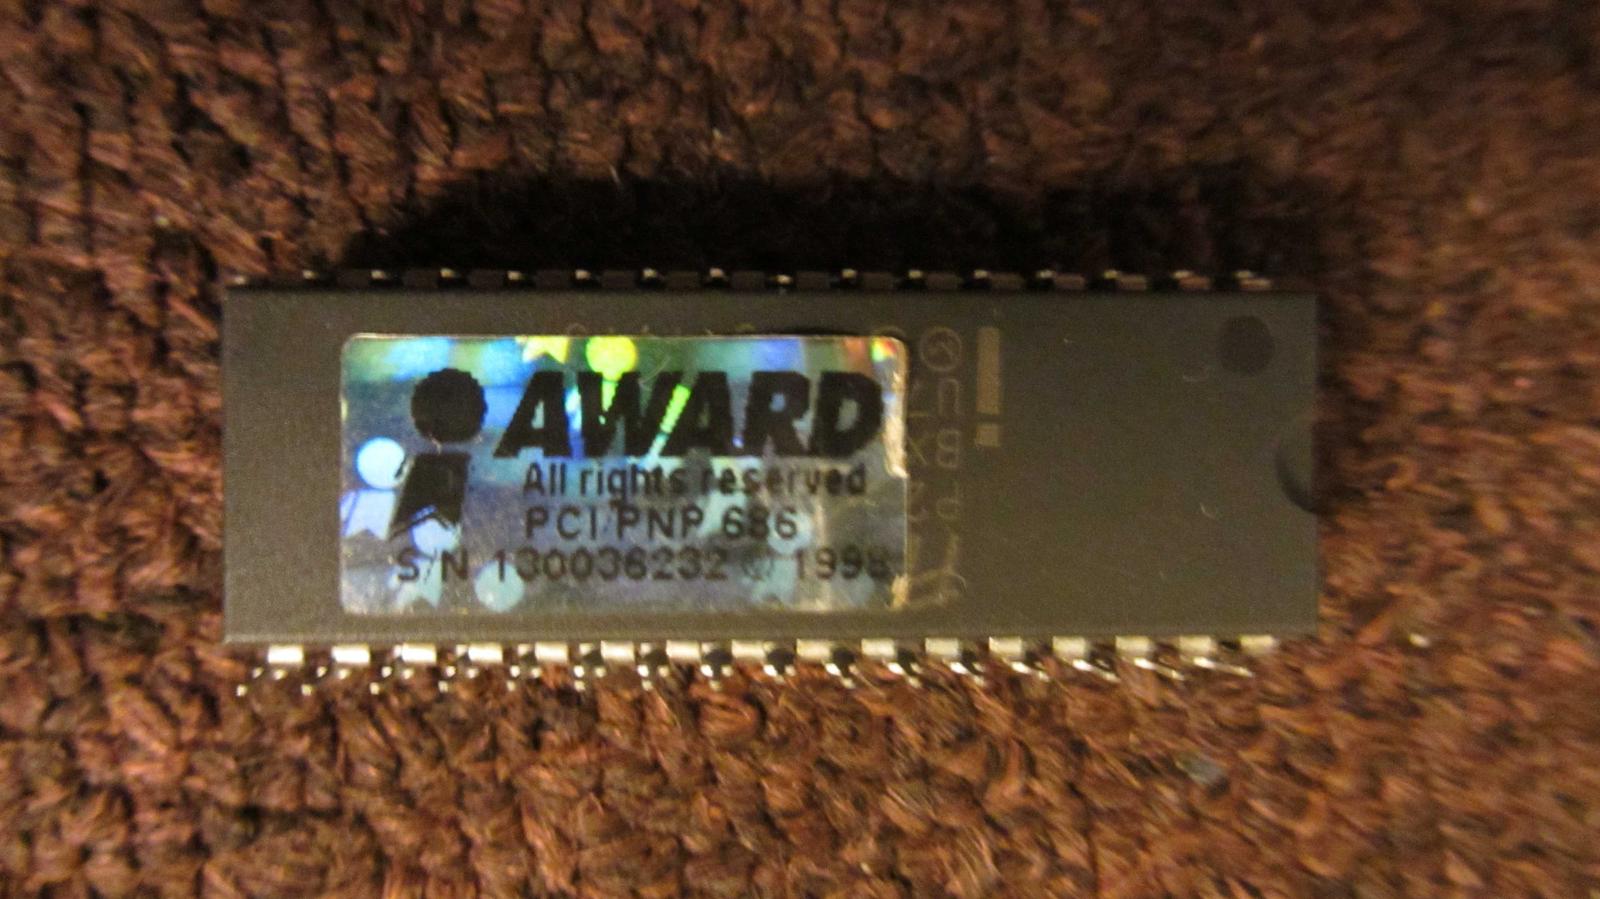 AWARD
All rights reserved
PCI/PNP 686
S/N 130036232 © 1998